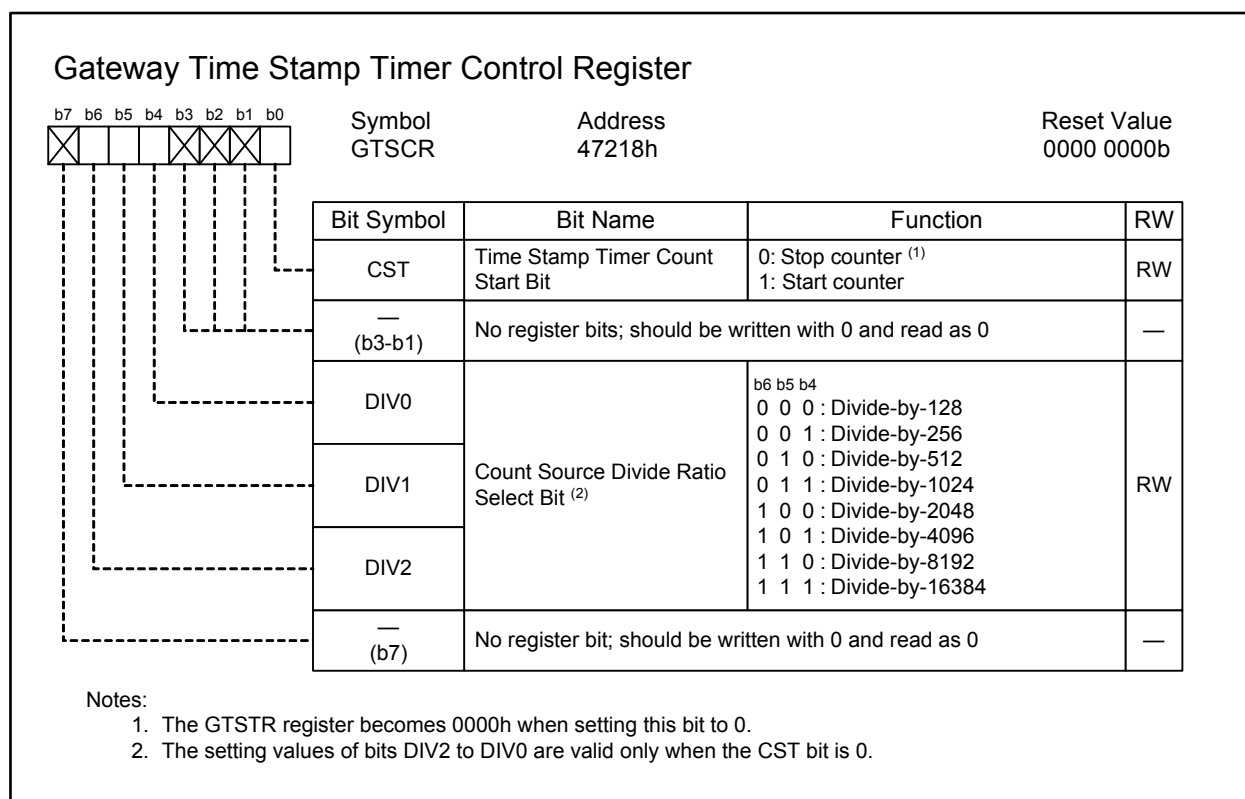 Gateway Time Stamp Timer Control Register
b7 b6 b5 b4 b3 b2 b1 b0
Symbol Address Reset Value
GTSCR 47218h 0000 0000b
Bit Symbol Bit Name Function RW
CST Time Stamp Timer Count Start Bit 0: Stop counter (1) RW
1: Start counter
—
(b3-b1) No register bits; should be written with 0 and read as 0 —
DIV0
DIV1
DIV2
Count Source Divide Ratio
Select Bit (2)
b6 b5 b4
0 0 0 : Divide-by-128
0 0 1 : Divide-by-256
0 1 0 : Divide-by-512
0 1 1 : Divide-by-1024
1 0 0 : Divide-by-2048
1 0 1 : Divide-by-4096
1 1 0 : Divide-by-8192
1 1 1 : Divide-by-16384
RW
—
(b7) No register bit; should be written with 0 and read as 0 —
Notes:
1. The GTSTR register becomes 0000h when setting this bit to 0.
2. The setting values of bits DIV2 to DIV0 are valid only when the CST bit is 0.